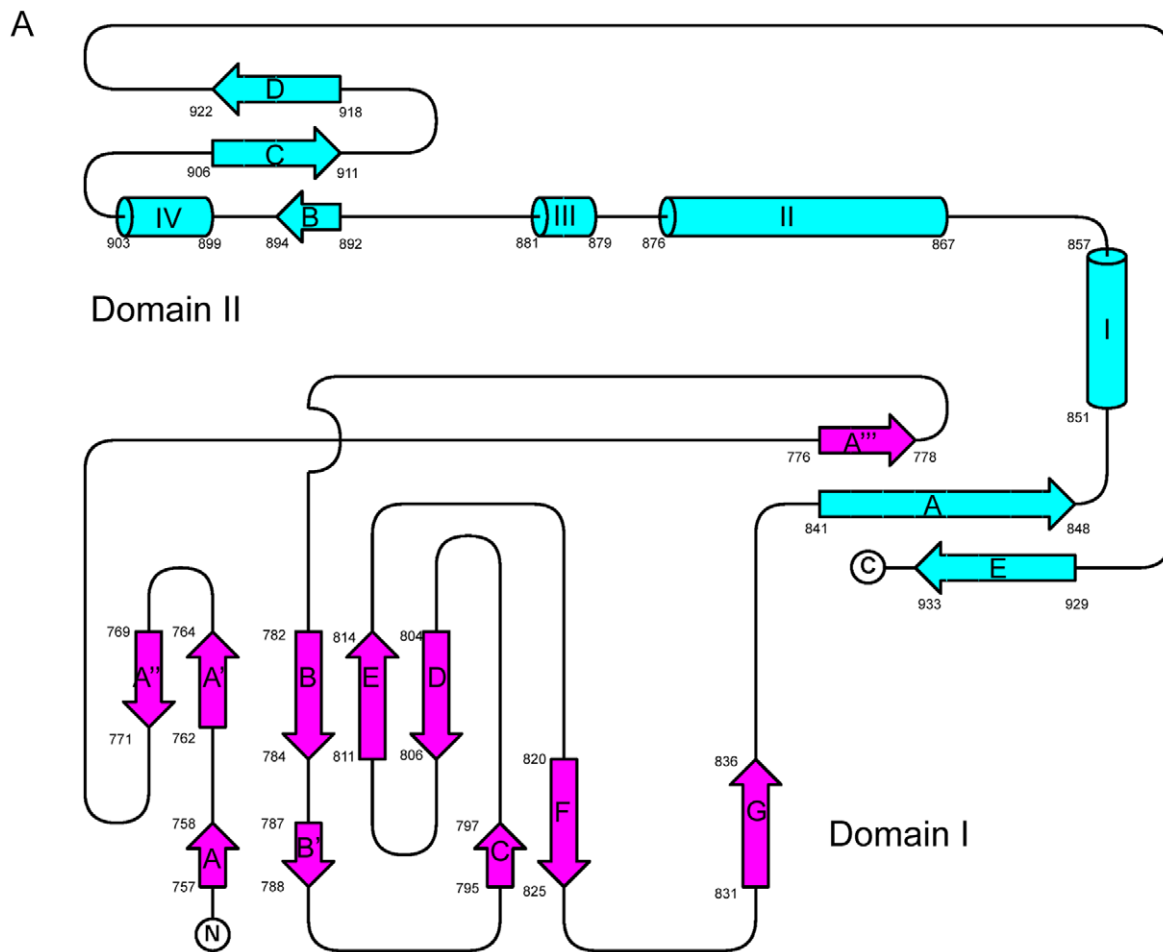 A
D
922 918
C
906 911
IV B III II
903 899 894 892 881 879 876 867 857
Domain II
I
851
A'''
776 778
A
841 848
C E
933 929
769 764 782 814 804
A'' A' B E D
771 762 784 811 806 820 836
F G
758 787 797
A B' C
Domain I
757 788 795 825 831
N